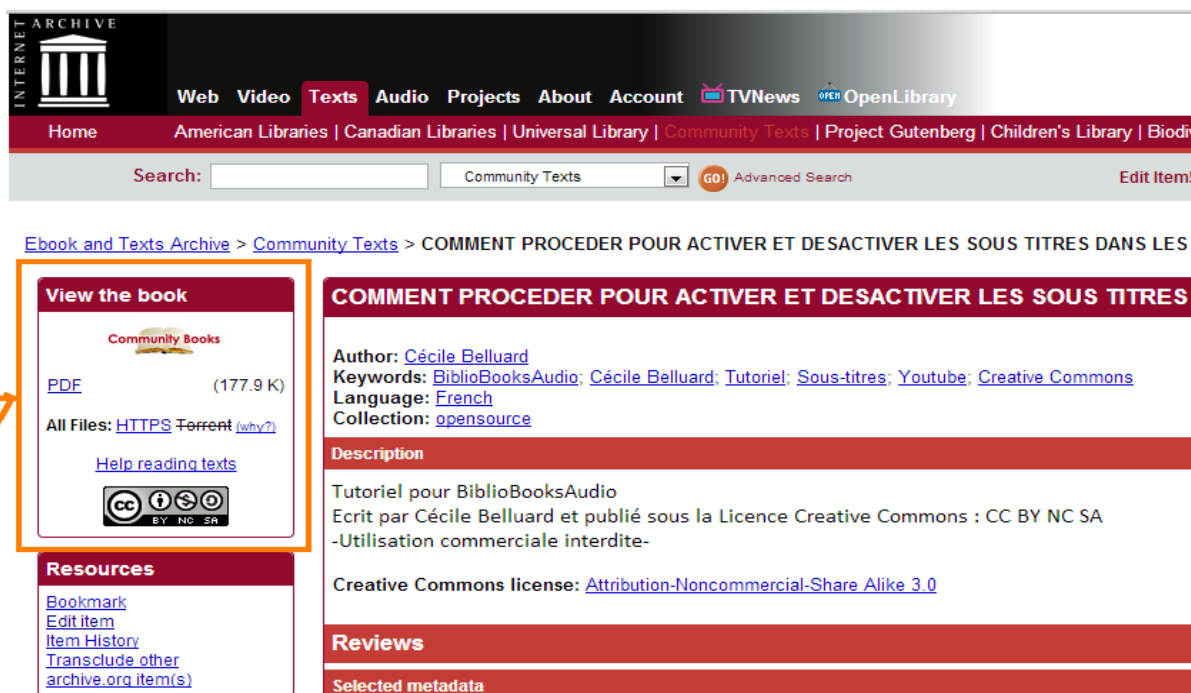 INTERNET ARCHIVE
Web Video Texts Audio Projects About Account TVNews OPEN OpenLibrary
Home American Libraries | Canadian Libraries | Universal Library | Community Texts | Project Gutenberg | Children's Library |
Search: Community Texts GO! Advanced Search Edit Item!
Ebook and Texts Archive > Community Texts > COMMENT PROCEDER POUR ACTIVER ET DESACTIVER LES SOUS TITRES DANS LES
View the book
Community Books
PDF (177.9 K)
All Files: HTTPS Torrent (why?)
Help reading texts
cc BY NC SA
Resources
Bookmark
Edit item
Item History
Transclude other
archive.org item(s)
COMMENT PROCEDER POUR ACTIVER ET DESACTIVER LES SOUS TITRES
Author: Cécile Belluard
Keywords: BiblioBooksAudio; Cécile Belluard; Tutoriel; Sous-titres; Youtube; Creative Commons
Language: French
Collection: opensource
Description
Tutoriel pour BiblioBooksAudio
Ecrit par Cécile Belluard et publié sous la Licence Creative Commons : CC BY NC SA
-Utilisation commerciale interdite-
Creative Commons license: Attribution-Noncommercial-Share Alike 3.0
Reviews
Selected metadata